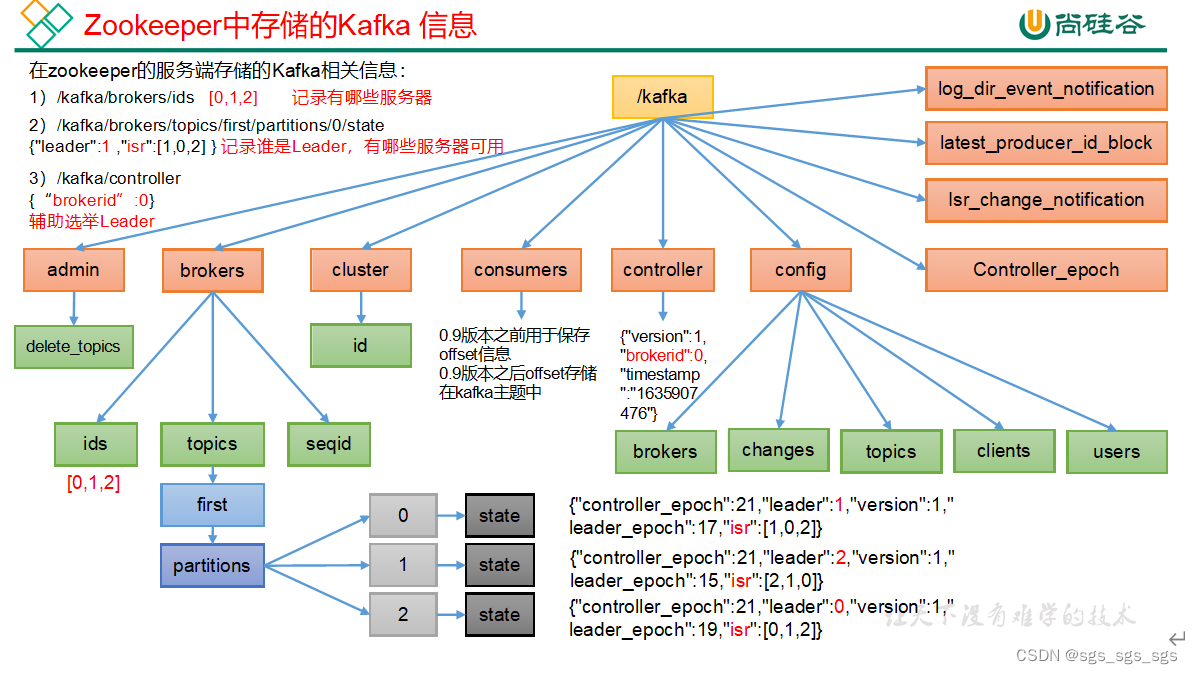 Zookeeper中存储的Kafka 信息
尚硅谷
在zookeeper的服务端存储的Kafka相关信息：
1）/kafka/brokers/ids [0,1,2] 记录有哪些服务器
2）/kafka/brokers/topics/first/partitions/0/state
{"leader":1 ,"isr":[1,0,2] } 记录谁是Leader，有哪些服务器可用
3）/kafka/controller
{“brokerid”:0}
辅助选举Leader
/kafka
log_dir_event_notification
latest_producer_id_block
Isr_change_notification
Controller_epoch
admin
brokers
cluster
consumers
controller
config
delete_topics
id
0.9版本之前用于保存
offset信息
0.9版本之后offset存储
在kafka主题中
{"version":1,
"brokerid":0,
"timestamp
":"1635907
476"}
ids
topics
seqid
[0,1,2]
brokers
changes
topics
clients
users
first
partitions
0
state
{"controller_epoch":21,"leader":1,"version":1,"
leader_epoch":17,"isr":[1,0,2]}
1
state
{"controller_epoch":21,"leader":2,"version":1,"
leader_epoch":15,"isr":[2,1,0]}
2
state
{"controller_epoch":21,"leader":0,"version":1,"
leader_epoch":19,"isr":[0,1,2]}
让天下没有难学的技术
CSDN @sgs_sgs_sgs